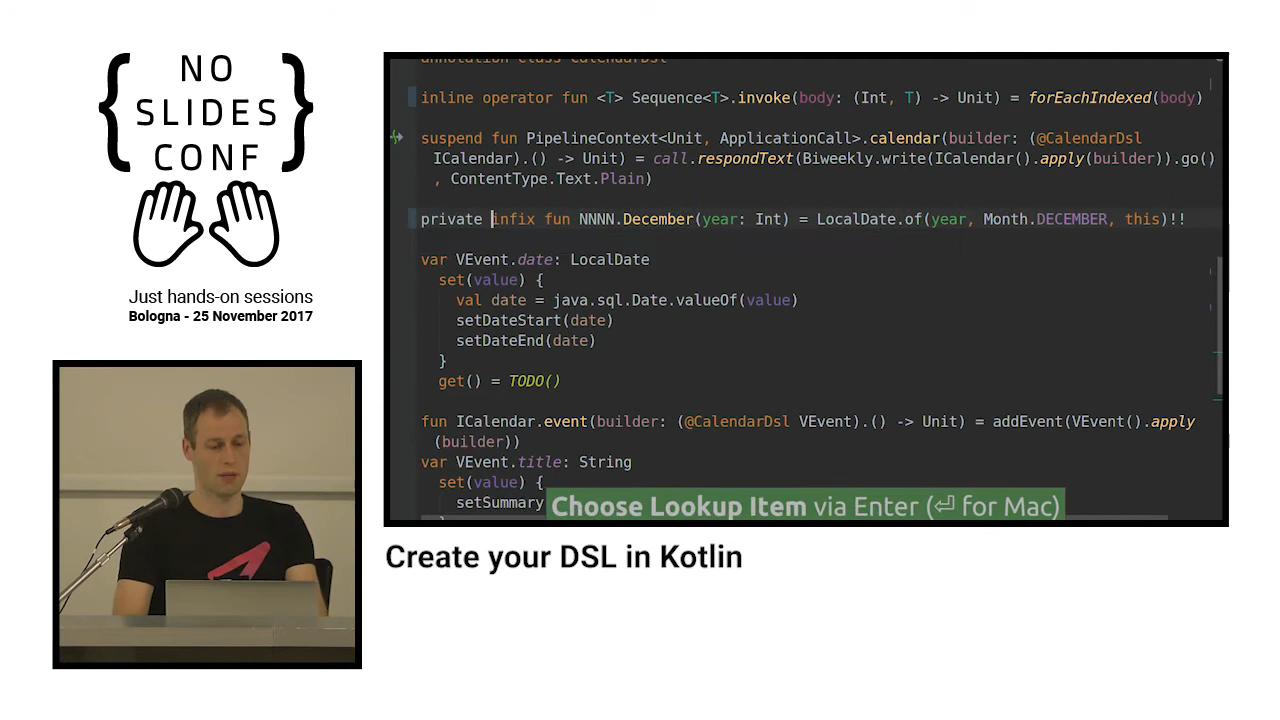 NO
SLIDES
CONF
Just hands-on sessions
Bologna - 25 November 2017
annotation class CalendarDsl
inline operator fun <T> Sequence<T>.invoke(body: (Int, T) -> Unit) = forEachIndexed(body)
suspend fun PipelineContext<Unit, ApplicationCall>.calendar(builder: (@CalendarDsl
ICalendar).() -> Unit) = call.respondText(Biweekly.write(ICalendar().apply(builder)).go()
, ContentType.Text.Plain)
private infix fun NNNN.December(year: Int) = LocalDate.of(year, Month.DECEMBER, this)!!
var VEvent.date: LocalDate
set(value) {
val date = java.sql.Date.valueOf(value)
setDateStart(date)
setDateEnd(date)
}
get() = TODO()
fun ICalendar.event(builder: (@CalendarDsl VEvent).() -> Unit) = addEvent(VEvent().apply
(builder))
var VEvent.title: String
set(value) {
setSummary
Choose Lookup Item via Enter (⏎ for Mac)
Create your DSL in Kotlin